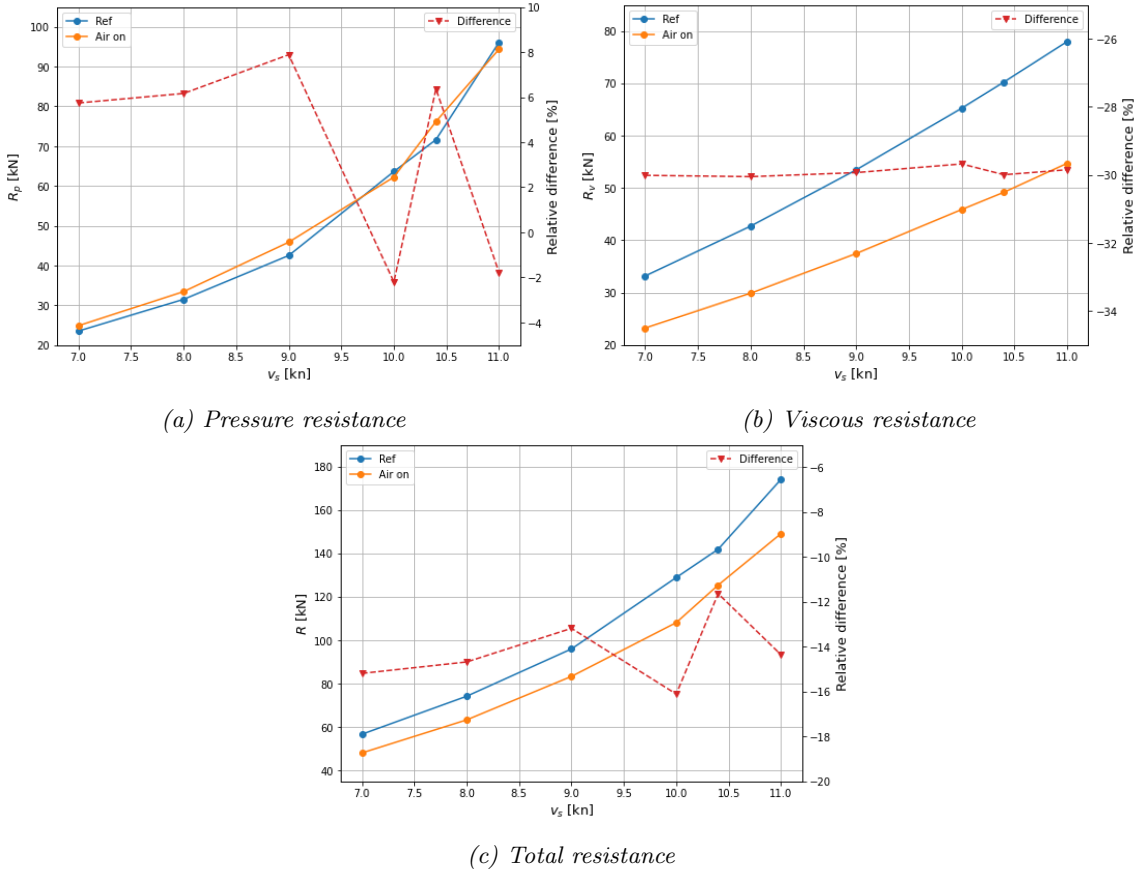 Ref
Air on
Difference
100
90
80
70
60
50
40
30
20
R_p [kN]
10
8
6
4
2
0
−2
−4
Relative difference [%]
7.0 7.5 8.0 8.5 9.0 9.5 10.0 10.5 11.0
v_s [kn]
(a) Pressure resistance
Ref
Air on
Difference
80
70
60
50
40
30
20
R_v [kN]
−26
−28
−30
−32
−34
Relative difference [%]
7.0 7.5 8.0 8.5 9.0 9.5 10.0 10.5 11.0
v_s [kn]
(b) Viscous resistance
Ref
Air on
Difference
180
160
140
120
100
80
60
40
R [kN]
−6
−8
−10
−12
−14
−16
−18
−20
Relative difference [%]
7.0 7.5 8.0 8.5 9.0 9.5 10.0 10.5 11.0
v_s [kn]
(c) Total resistance